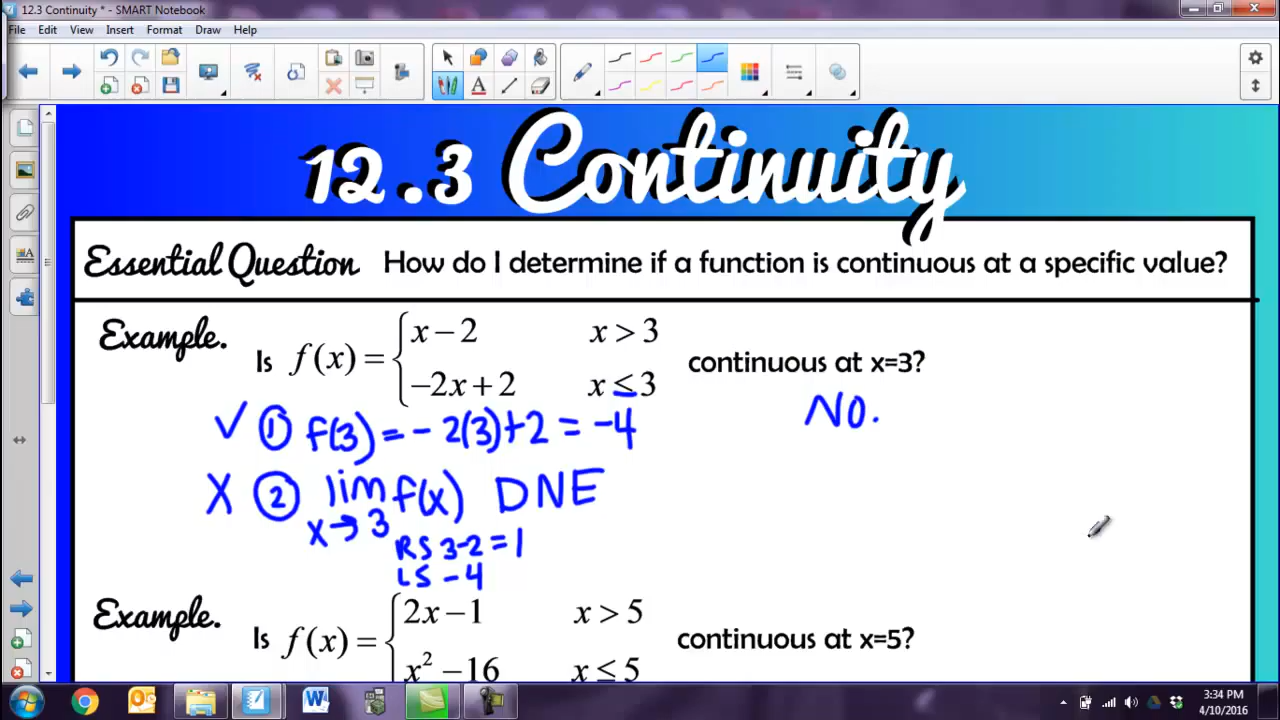 12.3 Continuity * - SMART Notebook
File Edit View Insert Format Draw Help
12.3 Continuity
Essential Question How do I determine if a function is continuous at a specific value?
Example. Is f(x) = { x − 2 x > 3
−2x + 2 x ≤ 3 continuous at x=3?
✓ ① f(3) = −2(3)+2 = −4 NO.
X ② lim f(x) DNE
x→3
RS 3-2 = 1
LS -4
Example. Is f(x) = { 2x − 1 x > 5
x² − 16 x ≤ 5 continuous at x=5?
3:34 PM
4/10/2016